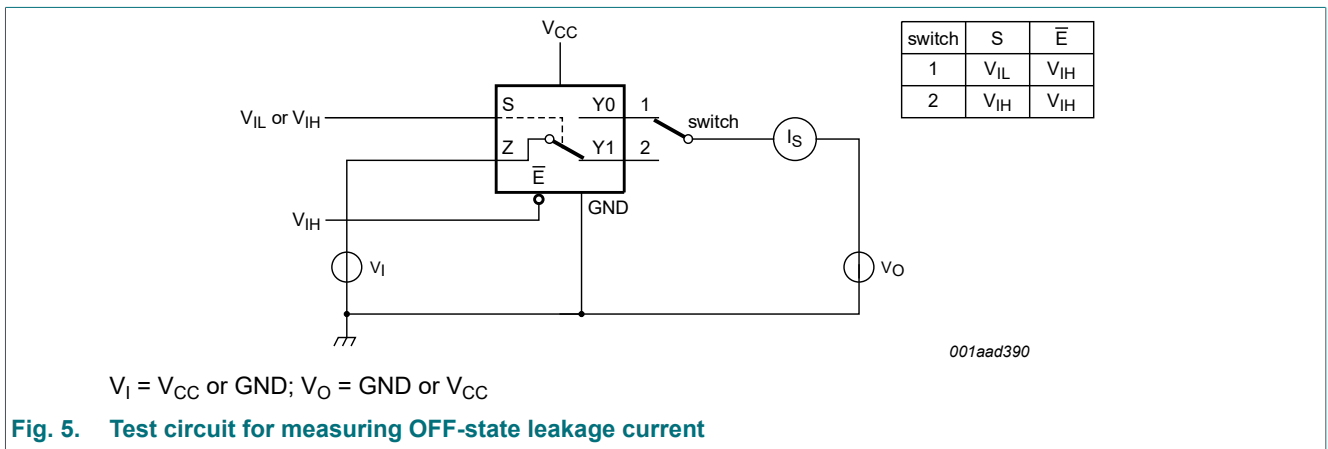 V_CC
switch S E̅
1 V_IL V_IH
2 V_IH V_IH
V_IL or V_IH
S Y0 1
switch
I_S
Z Y1 2
E̅
GND
V_IH
V_I
V_O
001aad390
V_I = V_CC or GND; V_O = GND or V_CC
Fig. 5. Test circuit for measuring OFF-state leakage current